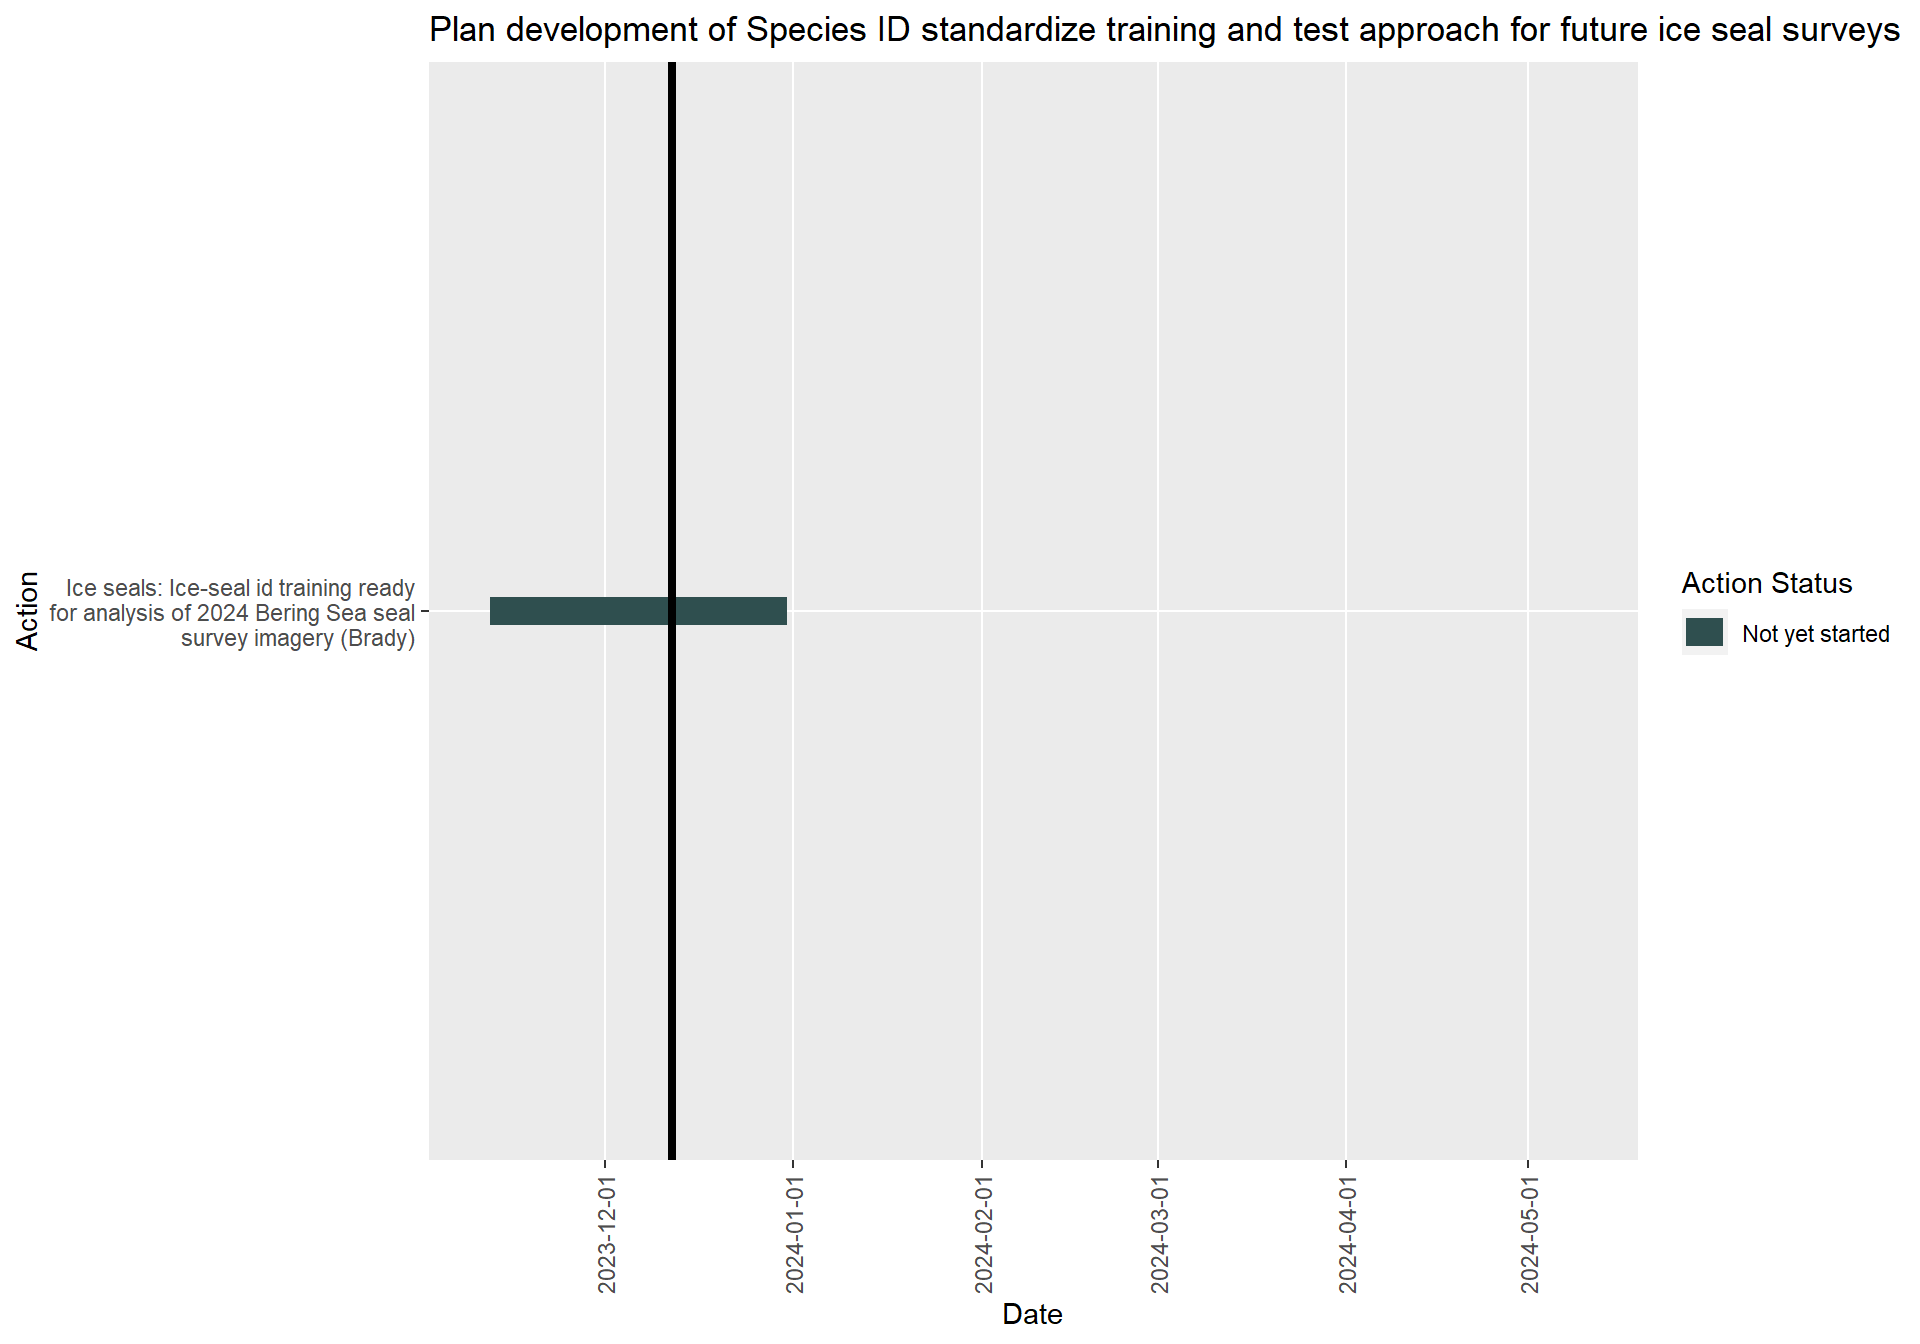 Plan development of Species ID standardize training and test approach for future ice seal surveys
Action
Ice seals: Ice-seal id training ready
for analysis of 2024 Bering Sea seal
survey imagery (Brady)
Action Status
Not yet started
2023-12-01
2024-01-01
2024-02-01
2024-03-01
2024-04-01
2024-05-01
Date